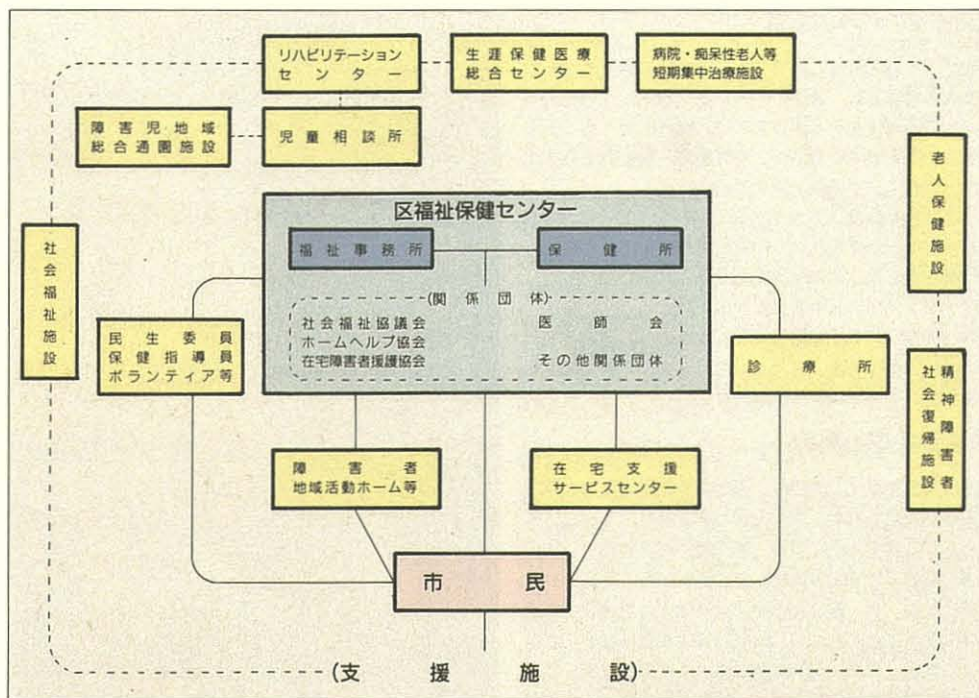 リハビリテーション
センター
生涯保健医療
総合センター
病院・痴呆性老人等
短期集中治療施設
障害児地域
総合通園施設
児童相談所
老人保健施設
社会福祉施設
区福祉保健センター
福祉事務所
保健所
(関係団体)
社会福祉協議会
ホームヘルプ協会
在宅障害者援護協会
医師会
その他関係団体
民生委員
保健指導員
ボランティア等
診療所
精神障害者
社会復帰施設
障害者
地域活動ホーム等
在宅支援
サービスセンター
市民
(支援施設)